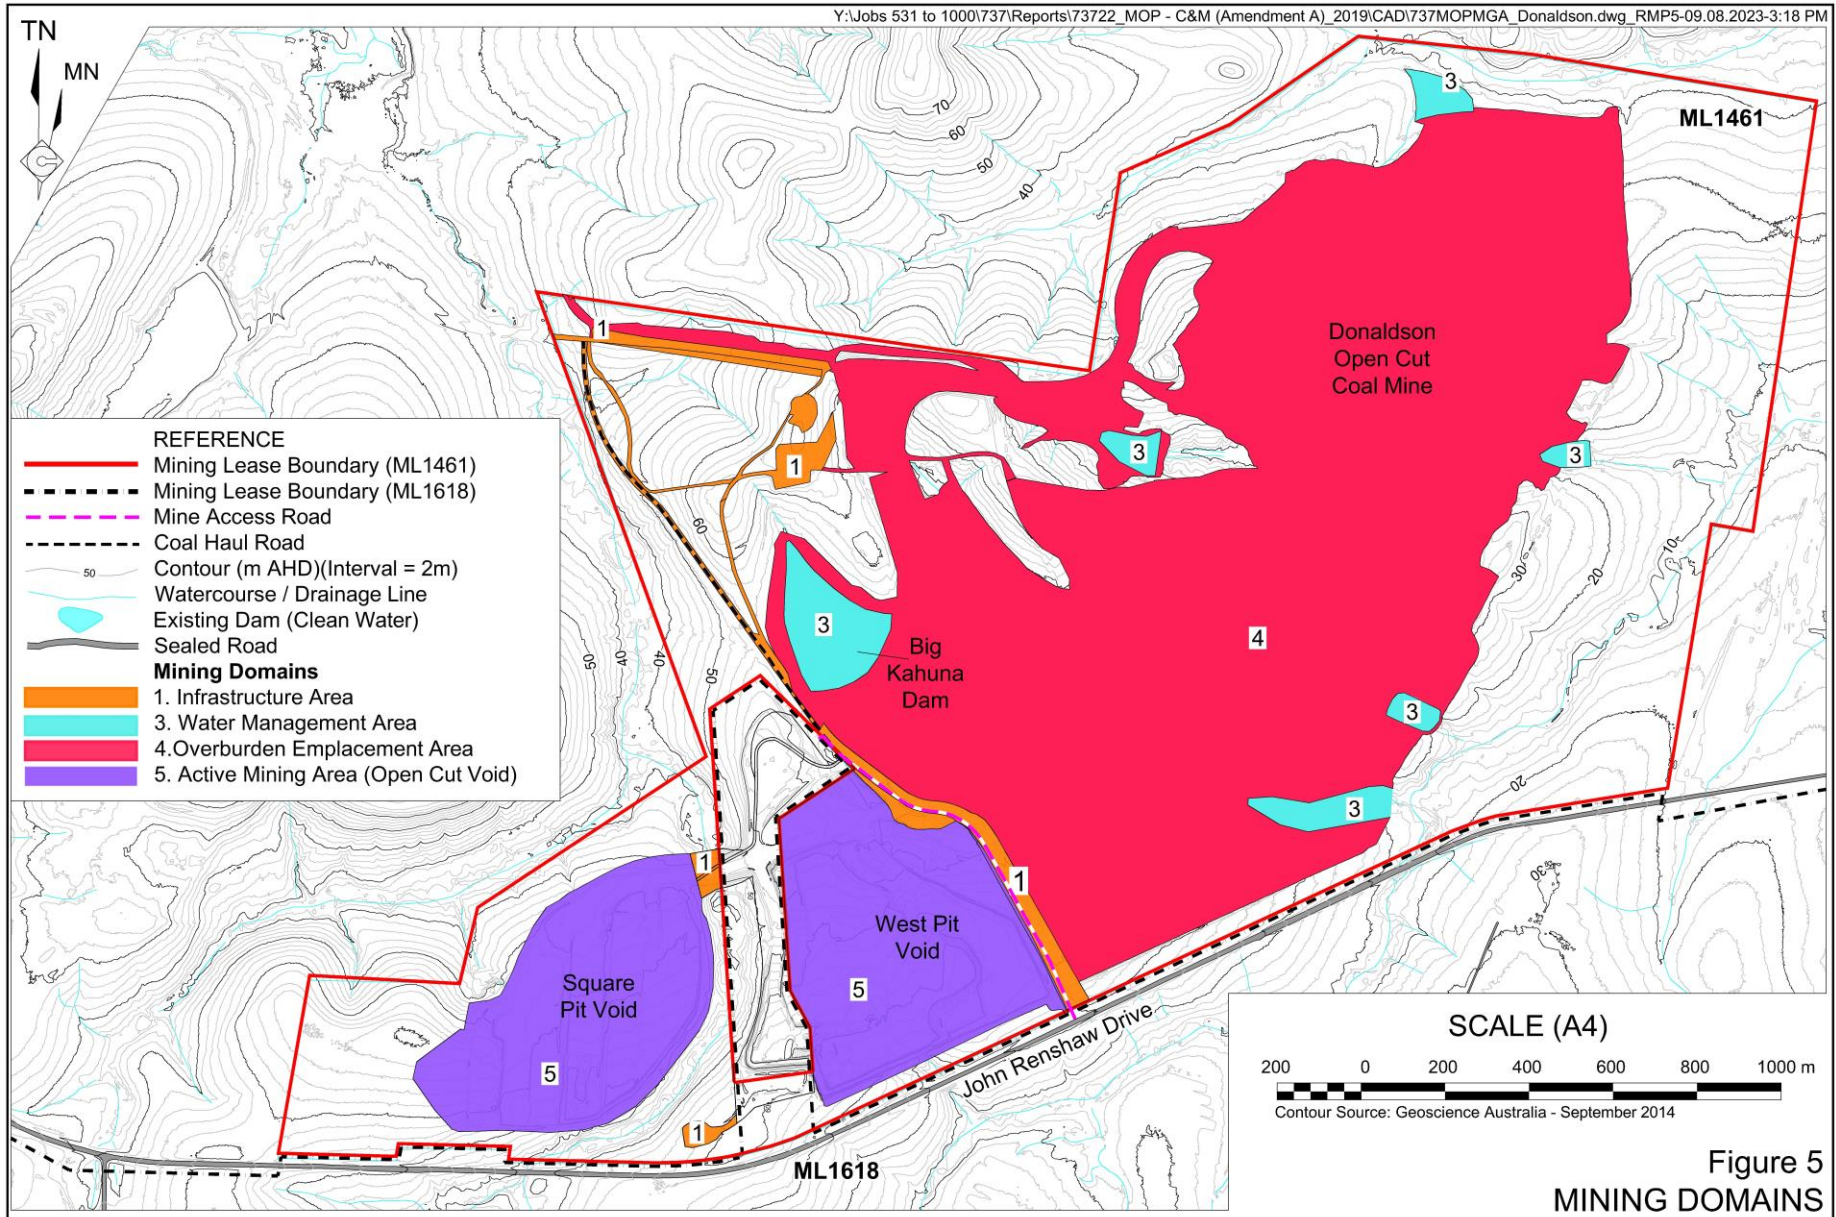 Y:\Jobs 531 to 1000\737\Reports\73722_MOP - C&M (Amendment A)_2019\CAD\737MOPMGA_Donaldson.dwg_RMP5-09.08.2023-3:18 PM
TN
MN
70
60
50
40
3
ML1461
1
Donaldson
Open Cut
Coal Mine
3
3
1
60
REFERENCE
Mining Lease Boundary (ML1461)
Mining Lease Boundary (ML1618)
Mine Access Road
Coal Haul Road
50
Contour (m AHD)(Interval = 2m)
Watercourse / Drainage Line
Existing Dam (Clean Water)
Sealed Road
Mining Domains
1. Infrastructure Area
3. Water Management Area
4.Overburden Emplacement Area
5. Active Mining Area (Open Cut Void)
10
30
20
3
Big
Kahuna
Dam
4
50
40
40
50
3
3
20
1
1
30
West Pit
Void
5
Square
Pit Void
5
John Renshaw Drive
1
ML1618
SCALE (A4)
200 0 200 400 600 800 1000 m
Contour Source: Geoscience Australia - September 2014
Figure 5
MINING DOMAINS